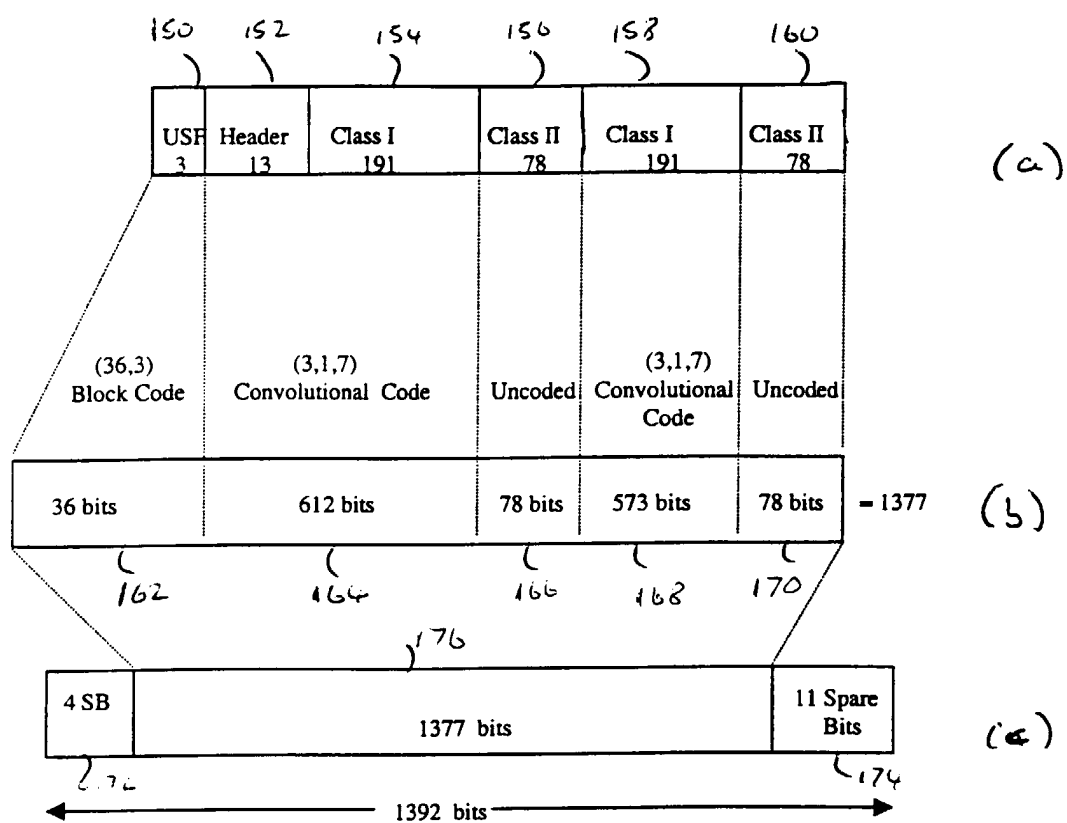 150 152 154 156 158 160
USF Header Class I Class II Class I Class II
3 13 191 78 191 78
(a)
(36,3) (3,1,7) (3,1,7)
Block Code Convolutional Code Uncoded Convolutional Uncoded
Code
36 bits 612 bits 78 bits 573 bits 78 bits = 1377
(b)
162 164 166 168 170
176
4 SB 1377 bits 11 Spare
Bits
174
1392 bits